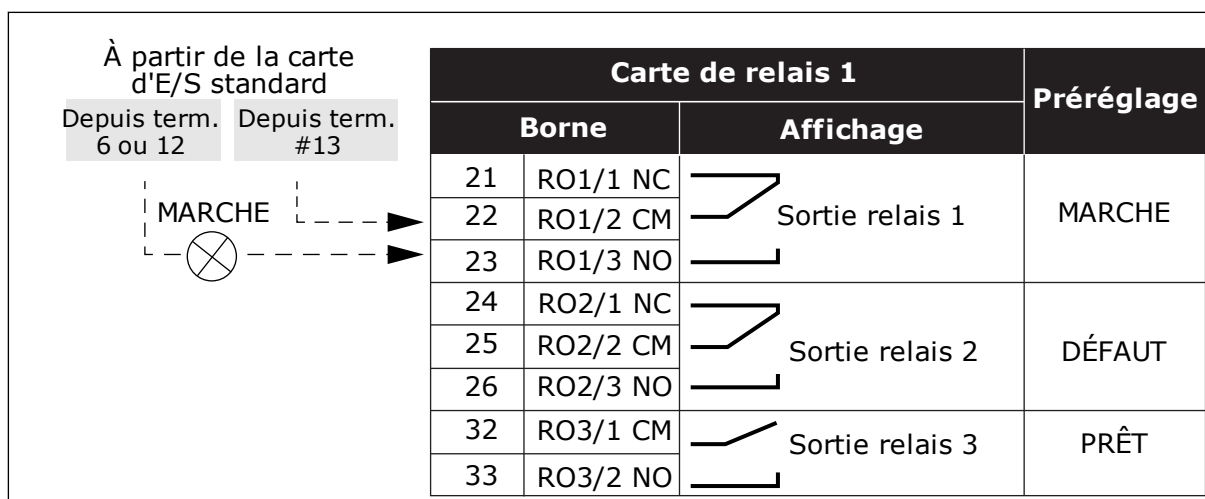 À partir de la carte
d'E/S standard
Depuis term.
6 ou 12
Depuis term.
#13
MARCHE
Carte de relais 1
Préréglage
Borne
Affichage
21 RO1/1 NC
22 RO1/2 CM
23 RO1/3 NO
Sortie relais 1
MARCHE
24 RO2/1 NC
25 RO2/2 CM
26 RO2/3 NO
Sortie relais 2
DÉFAUT
32 RO3/1 CM
33 RO3/2 NO
Sortie relais 3
PRÊT